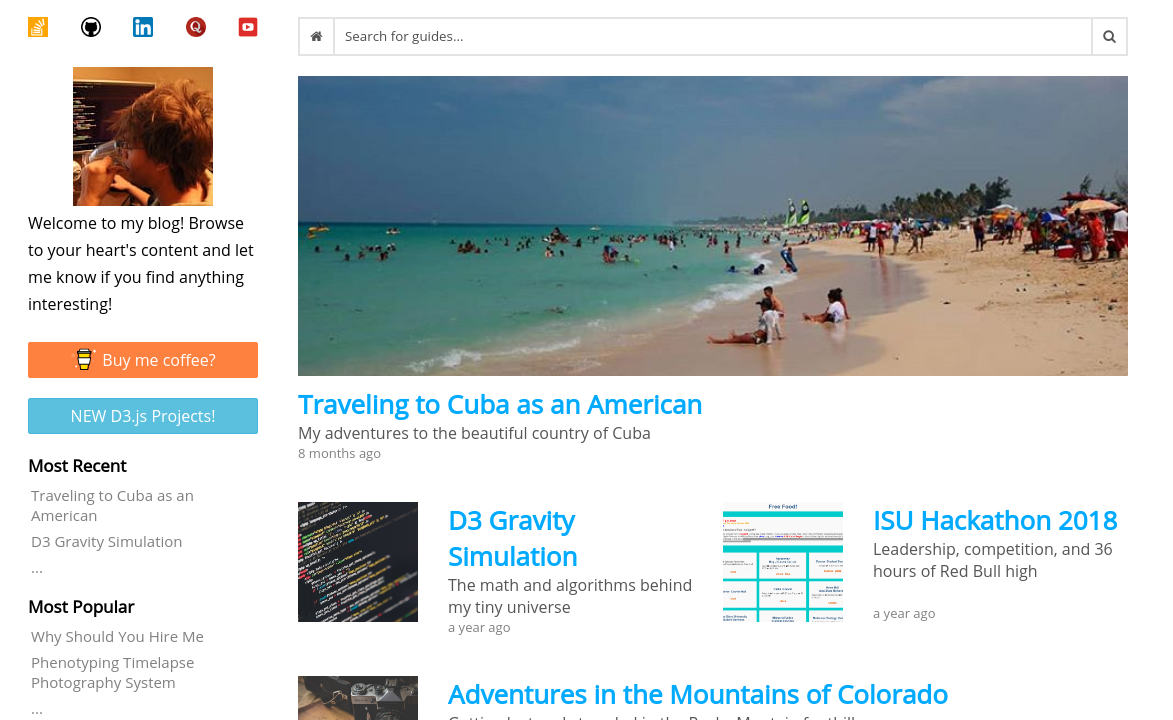 Search for guides...
Welcome to my blog! Browse
to your heart's content and let
me know if you find anything
interesting!
Buy me coffee?
NEW D3.js Projects!
Most Recent
Traveling to Cuba as an
American
D3 Gravity Simulation
...
Most Popular
Why Should You Hire Me
Phenotyping Timelapse
Photography System
...
Traveling to Cuba as an American
My adventures to the beautiful country of Cuba
8 months ago
D3 Gravity
Simulation
The math and algorithms behind
my tiny universe
a year ago
Free Food!
ISU Hackathon 2018
Leadership, competition, and 36
hours of Red Bull high
a year ago
Adventures in the Mountains of Colorado